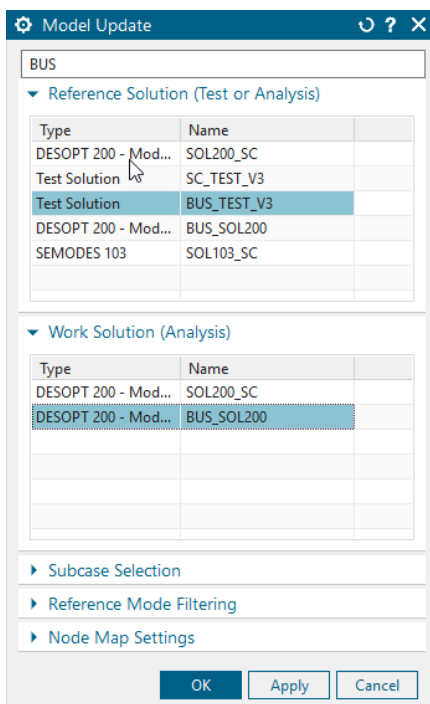 Model Update ?
BUS
Reference Solution (Test or Analysis)
Type Name
DESOPT 200 - Mod... SOL200_SC
Test Solution SC_TEST_V3
Test Solution BUS_TEST_V3
DESOPT 200 - Mod... BUS_SOL200
SEMODES 103 SOL103_SC
Work Solution (Analysis)
Type Name
DESOPT 200 - Mod... SOL200_SC
DESOPT 200 - Mod... BUS_SOL200
Subcase Selection
Reference Mode Filtering
Node Map Settings
OK Apply Cancel